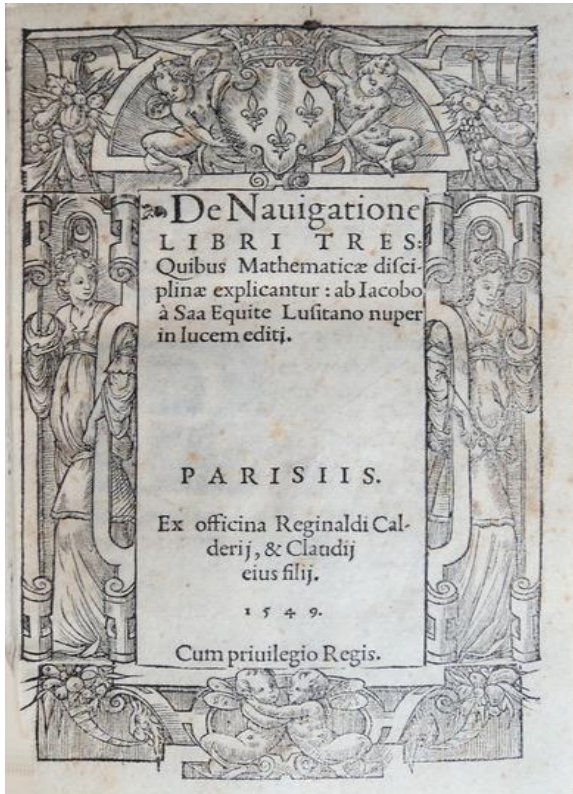 De Nauigatione
LIBRI TRES:
Quibus Mathematicæ disci-
plinæ explicantur : ab Iacobo
à Saa Equite Lusitano nuper
in lucem editi.
PARISIIS.
Ex officina Reginaldi Cal-
derij, & Claudij
eius filij.
1549.
Cum priuilegio Regis.